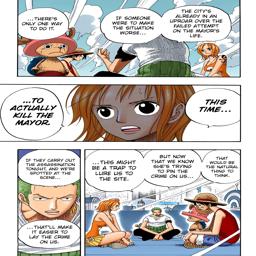 THE CITY'S
ALREADY IN AN
UPROAR OVER THE
FAILED ATTEMPT
ON THE MAYOR'S
LIFE.
IF SOMEONE
WERE TO MAKE
THE SITUATION
WORSE...
...THERE'S
ONLY ONE WAY
TO DO IT.
THIS
TIME...
...TO
ACTUALLY
KILL THE
MAYOR.
THAT
WOULD BE
THE NATURAL
THING TO
THINK.
BUT NOW
THAT WE KNOW
SHE'S TRYING
TO PIN THE
CRIME ON US...
...THIS MIGHT
BE A TRAP TO
LURE US TO
THE SITE.
IF THEY CARRY OUT
THE ASSASSINATION
TONIGHT, AND WE'RE
SPOTTED AT THE
SCENE...
...THAT'LL MAKE
IT EASIER TO
LAY THE CRIME
ON US.